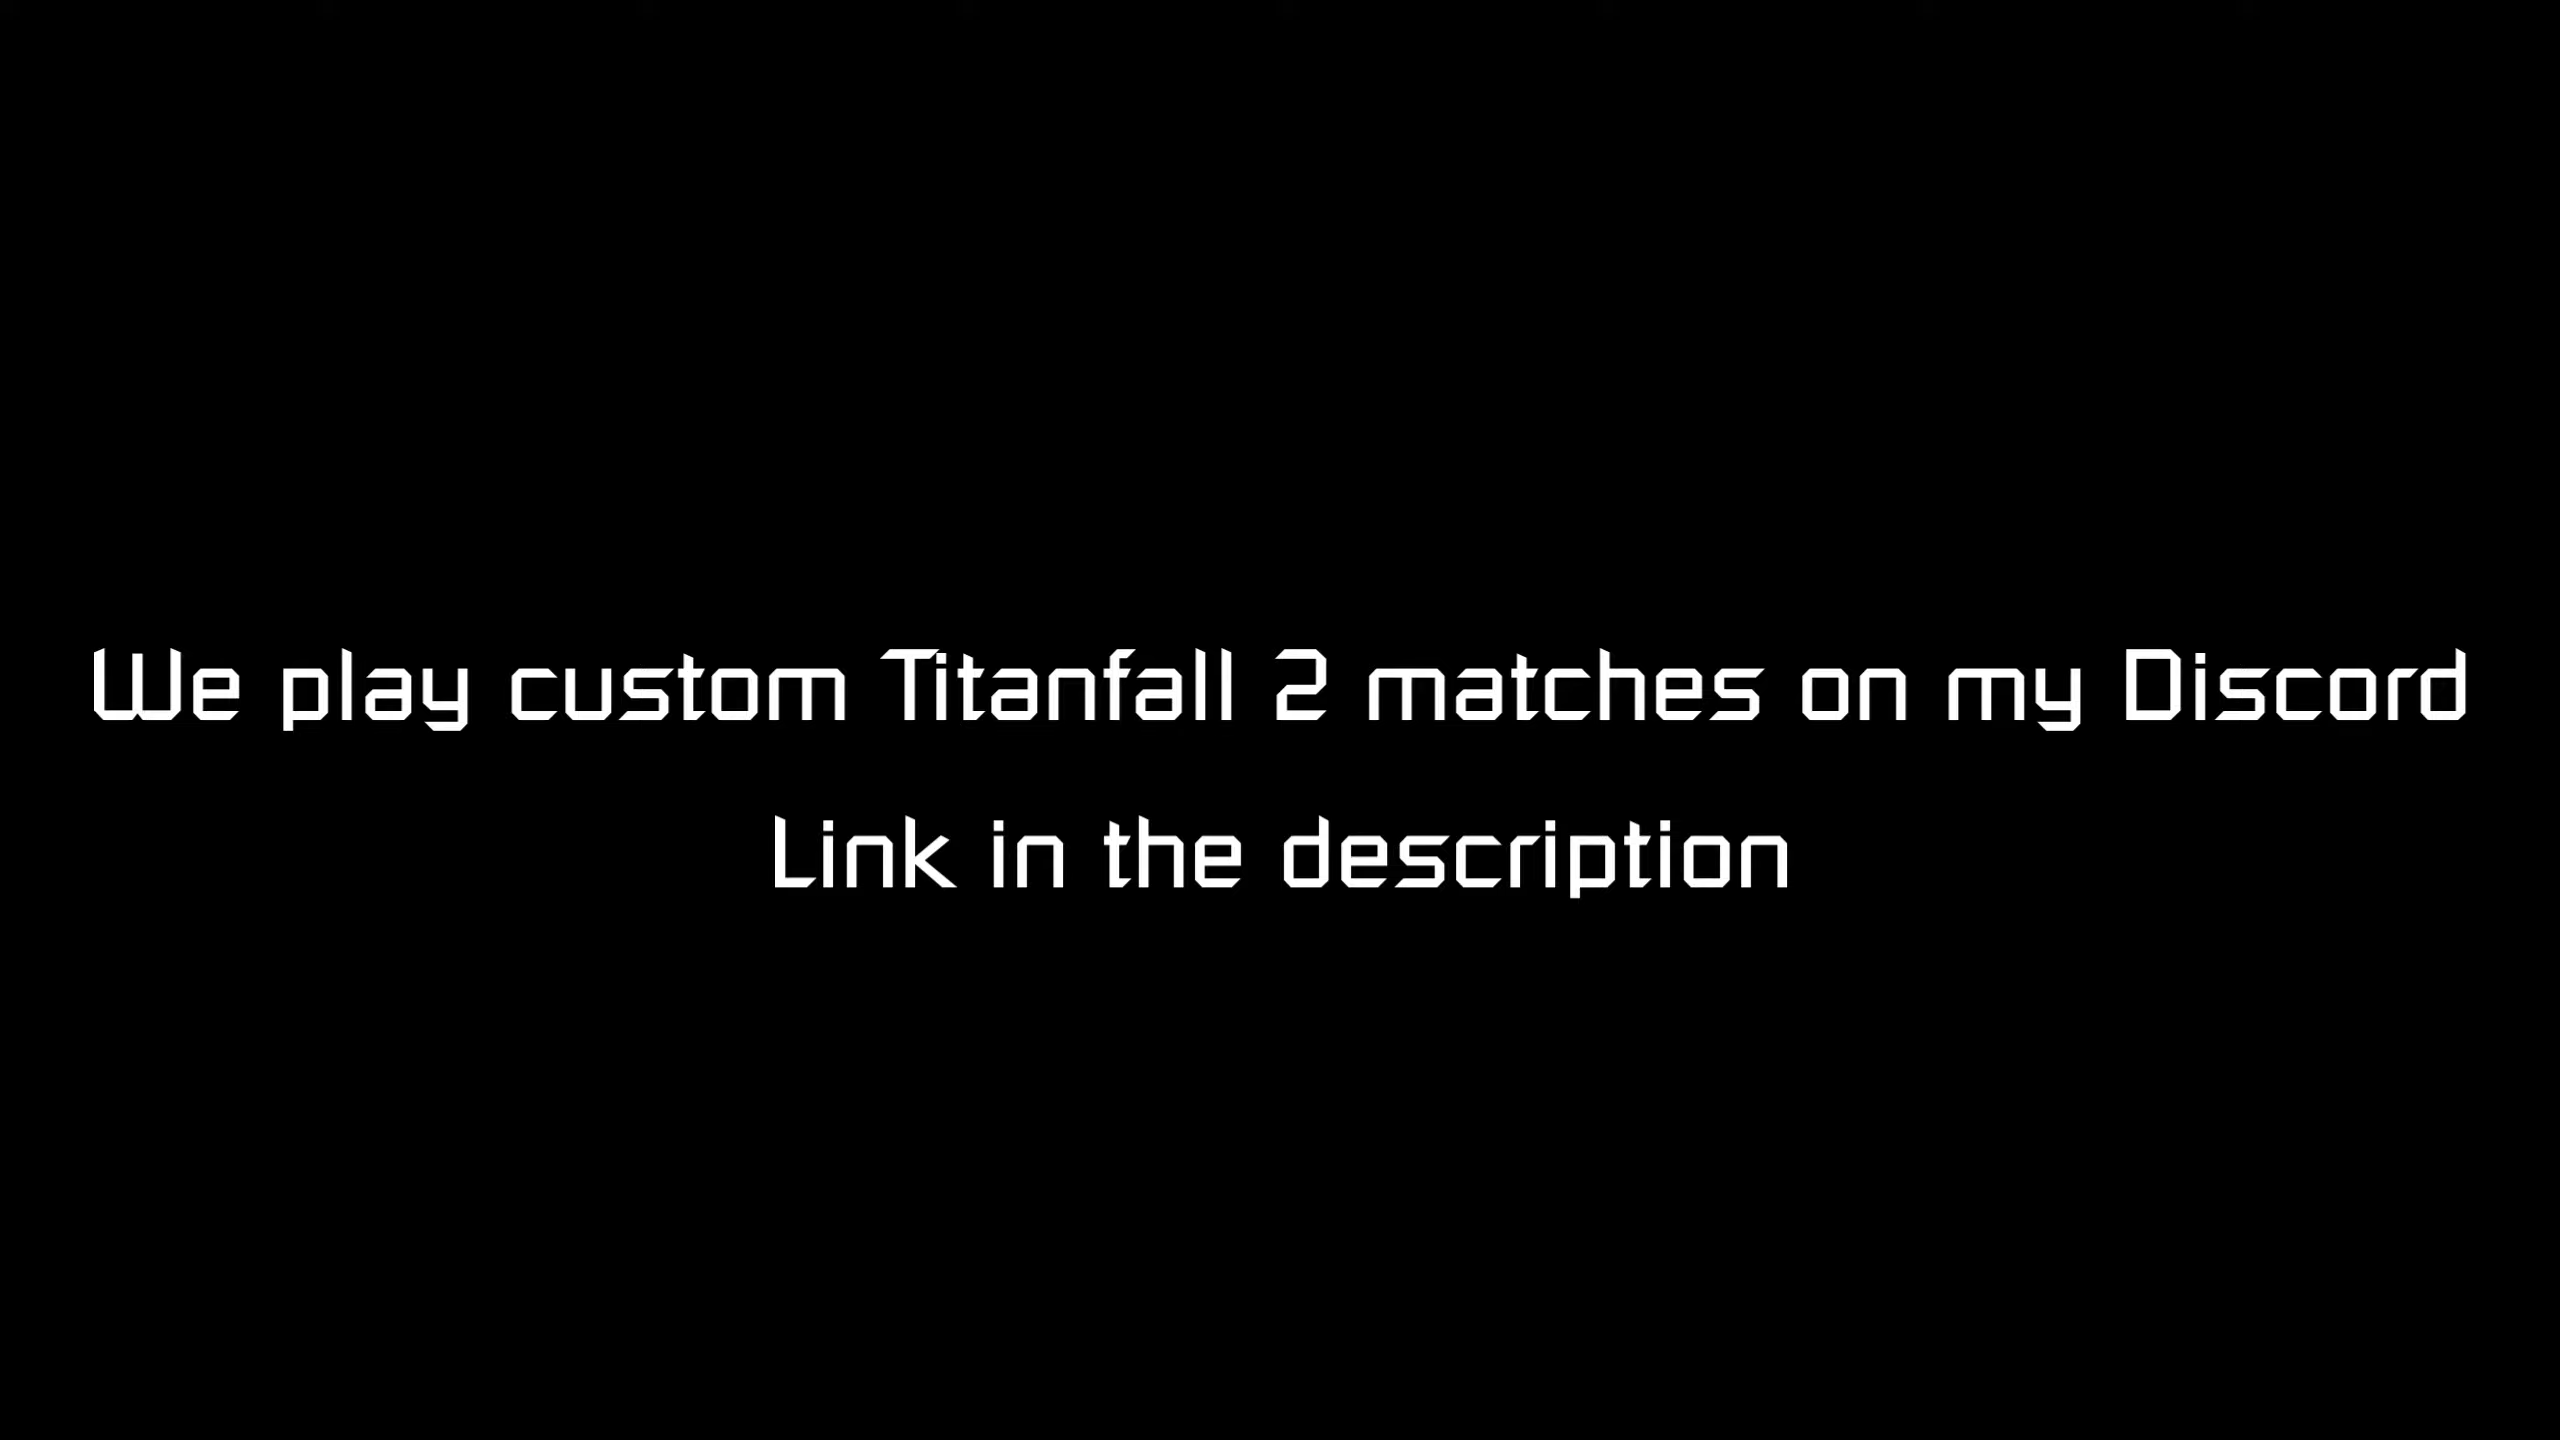 We play custom Titanfall 2 matches on my Discord
Link in the description